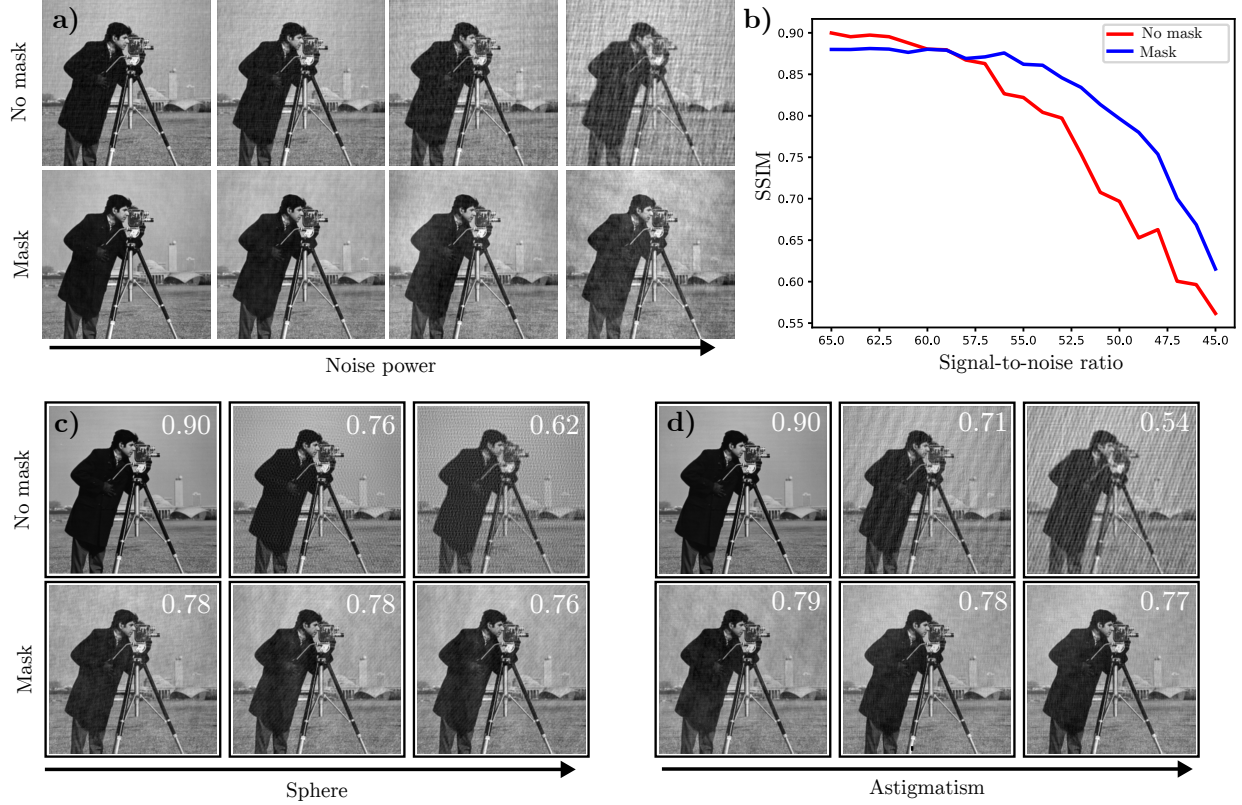 a)
No mask
Mask
Noise power
b)
No mask
Mask
SSIM
0.90
0.85
0.80
0.75
0.70
0.65
0.60
0.55
65.0 62.5 60.0 57.5 55.0 52.5 50.0 47.5 45.0
Signal-to-noise ratio
c)
No mask
0.90 0.76 0.62
Mask
0.78 0.78 0.76
Sphere
d)
0.90 0.71 0.54
0.79 0.78 0.77
Astigmatism